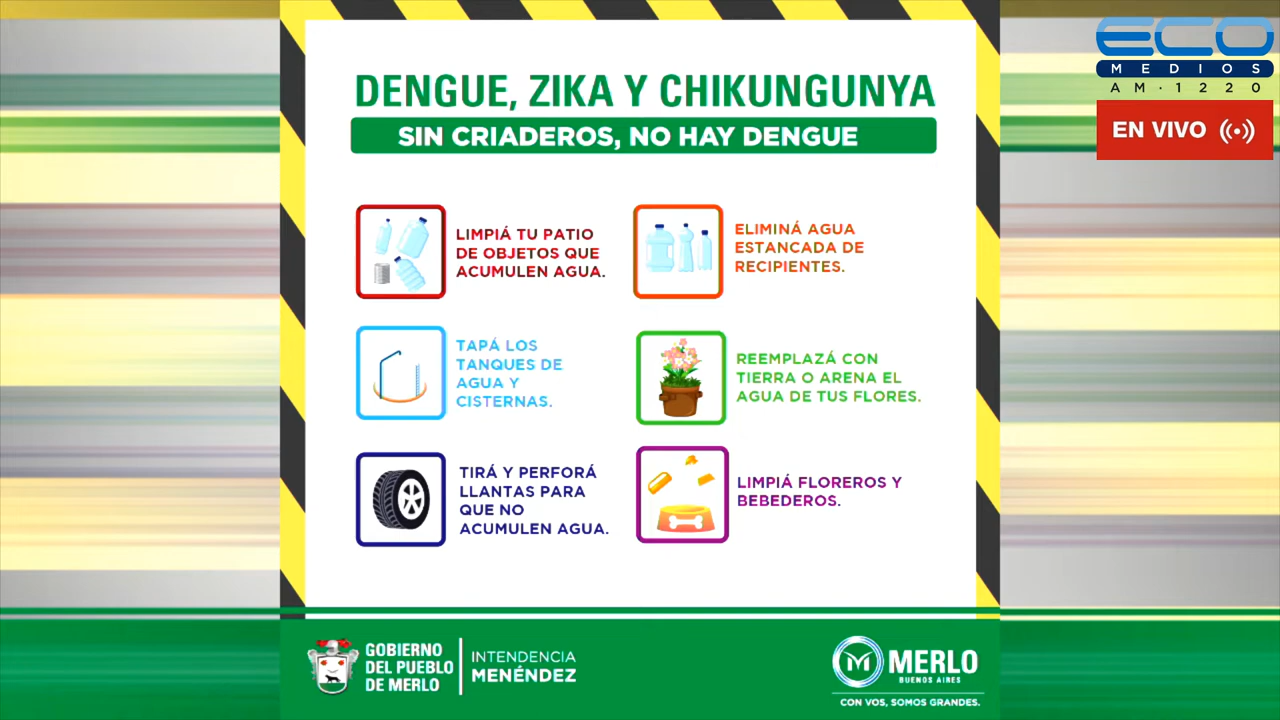 ECO
MEDIOS
AM·1220
EN VIVO
DENGUE, ZIKA Y CHIKUNGUNYA
SIN CRIADEROS, NO HAY DENGUE
LIMPIÁ TU PATIO
DE OBJETOS QUE
ACUMULEN AGUA.
ELIMINÁ AGUA
ESTANCADA DE
RECIPIENTES.
TAPÁ LOS
TANQUES DE
AGUA Y
CISTERNAS.
REEMPLAZÁ CON
TIERRA O ARENA EL
AGUA DE TUS FLORES.
TIRÁ Y PERFORÁ
LLANTAS PARA
QUE NO
ACUMULEN AGUA.
LIMPIÁ FLOREROS Y
BEBEDEROS.
GOBIERNO
DEL PUEBLO
DE MERLO
INTENDENCIA
MENÉNDEZ
MERLO
BUENOS AIRES
CON VOS, SOMOS GRANDES.